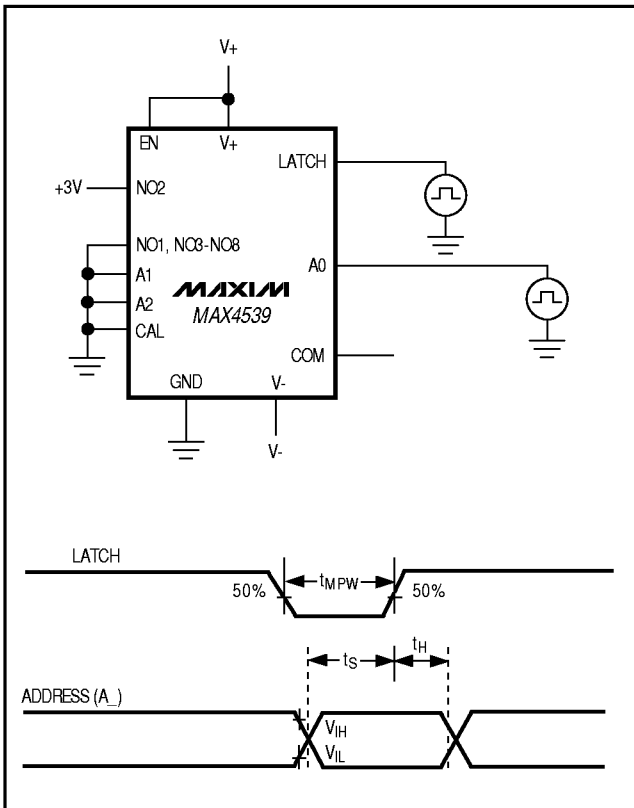 V+
EN
V+
LATCH
+3V
NO2
NO1, NO3-NO8
A0
A1
A2
MAXIM
MAX4539
CAL
COM
GND
V-
V-
LATCH
50%
tMPW
50%
tS
tH
ADDRESS (A_)
VIH
VIL